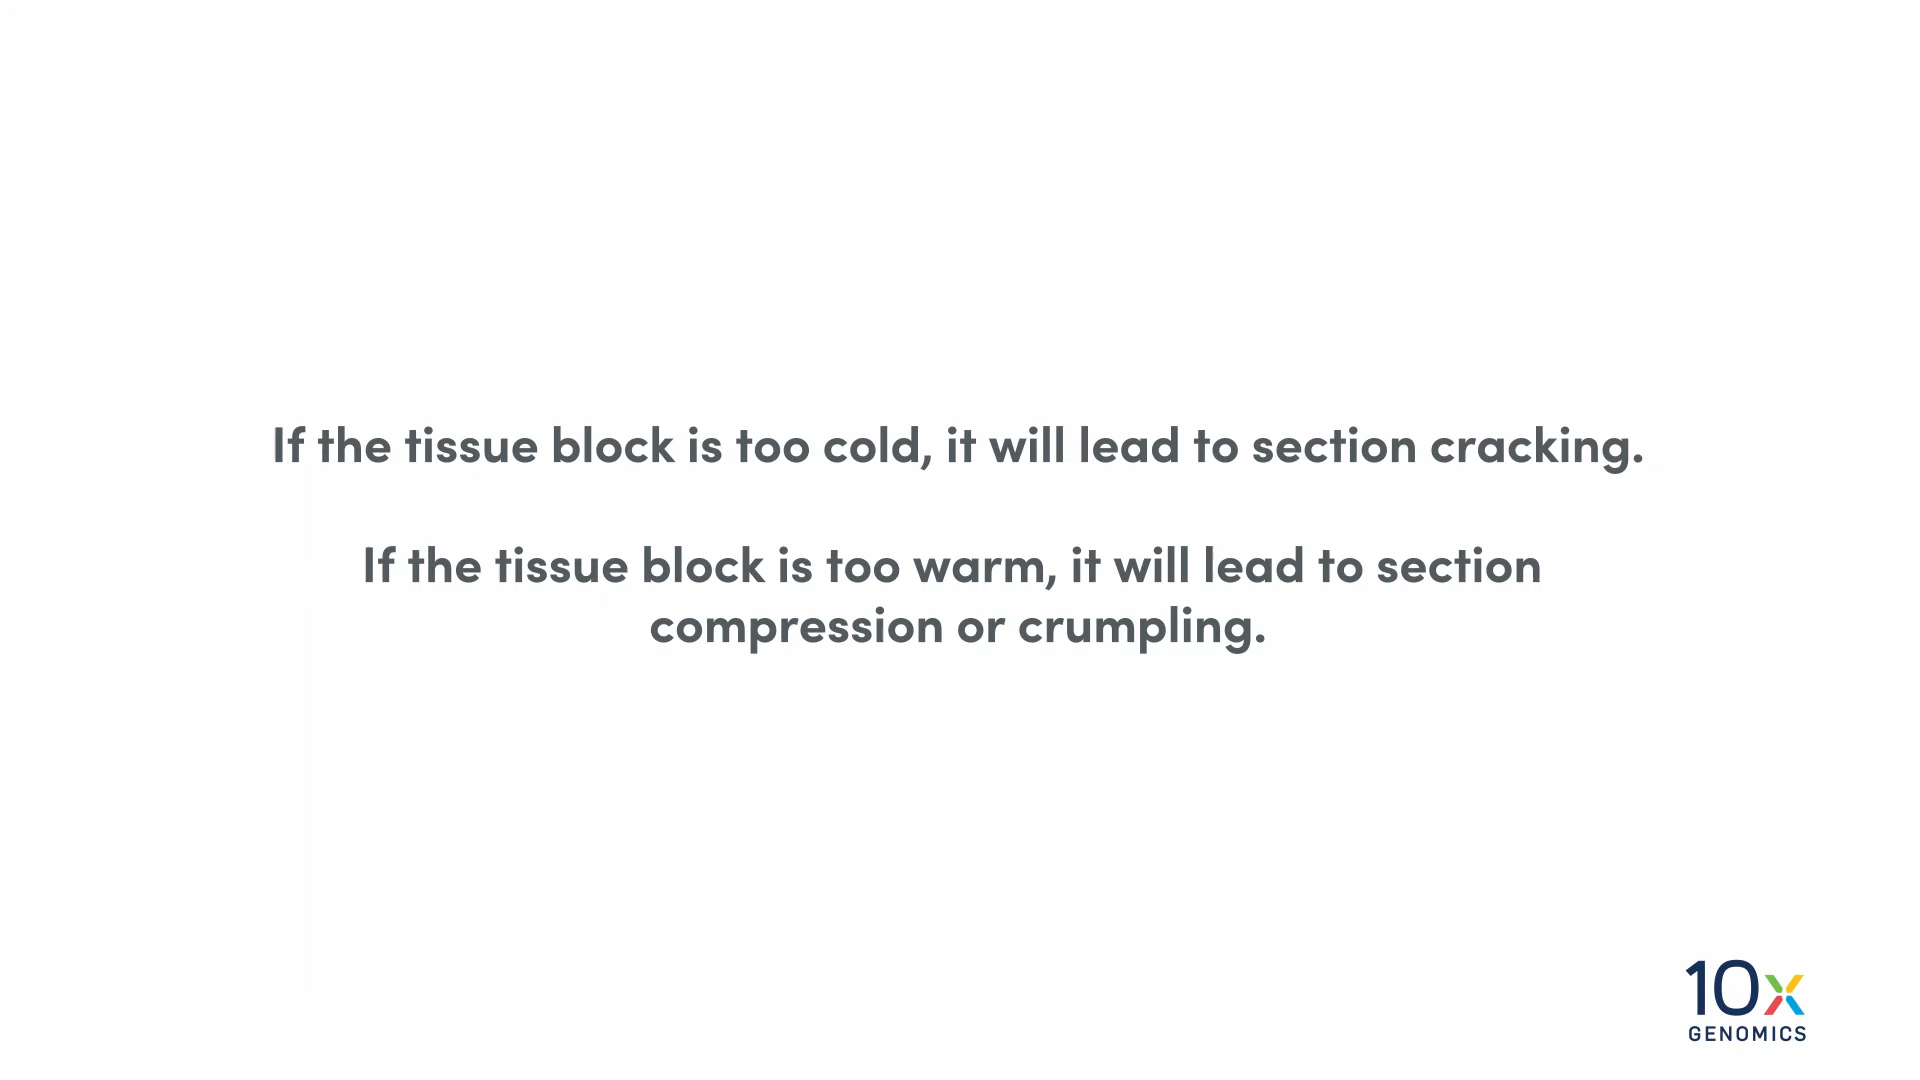 If the tissue block is too cold, it will lead to section cracking.
If the tissue block is too warm, it will lead to section
compression or crumpling.
10x
GENOMICS